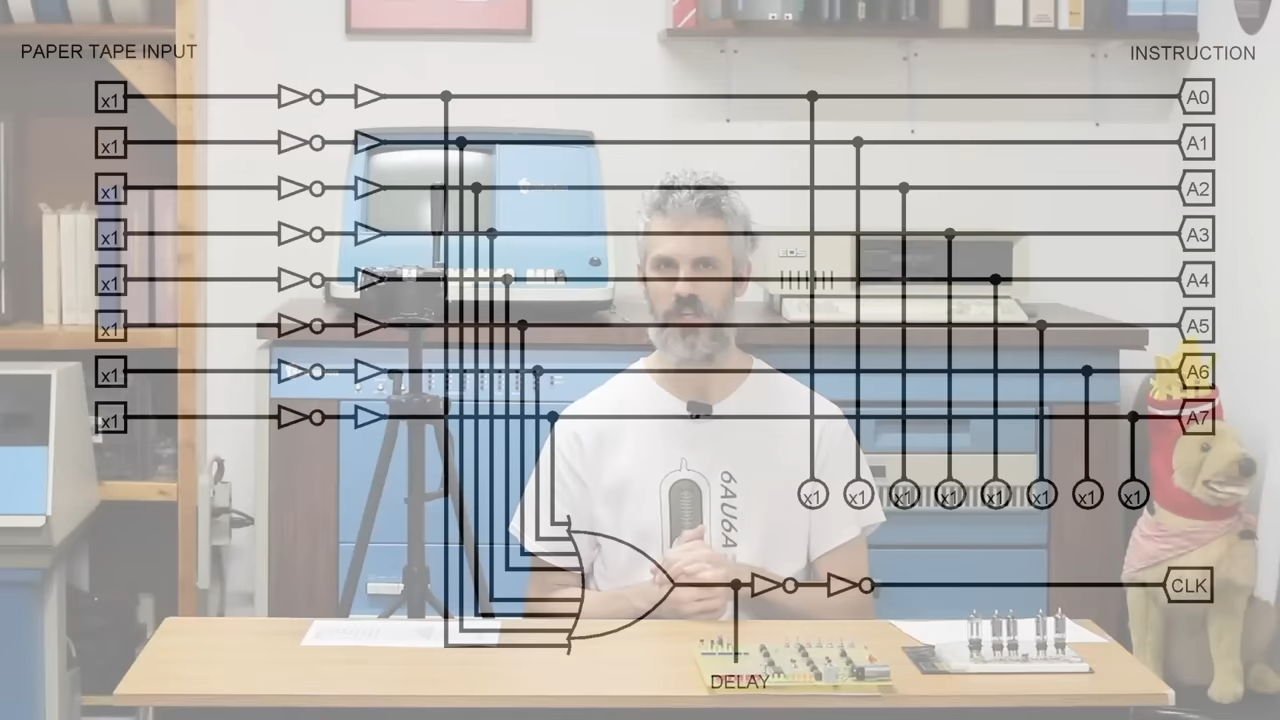 PAPER TAPE INPUT
INSTRUCTION
x1 A0
x1 A1
x1 A2
x1 A3
x1 A4
x1 A5
x1 A6
x1 A7
x1 x1 x1 x1 x1 x1 x1 x1
6AU6A
CLK
DELAY